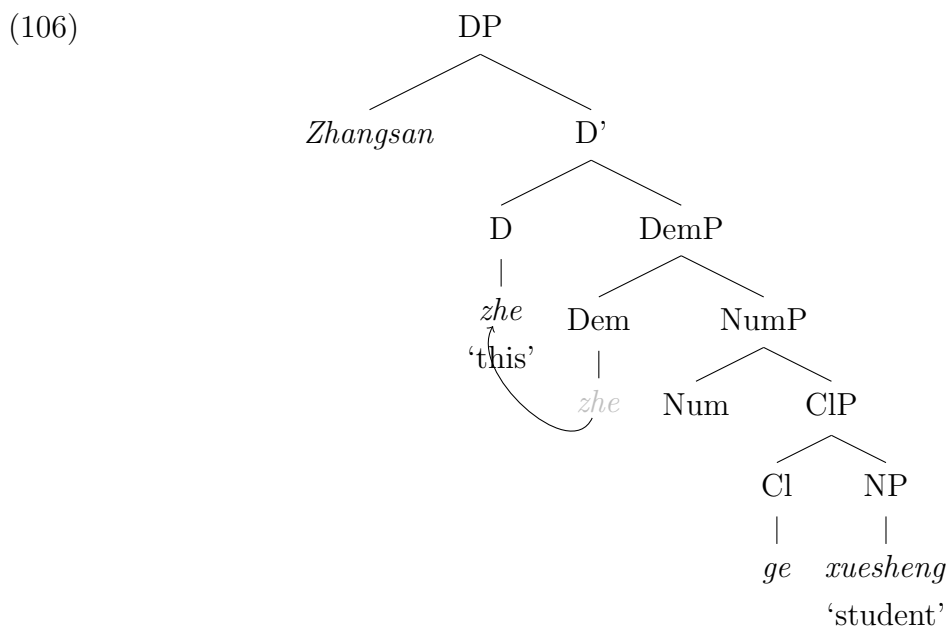 (106)
DP
Zhangsan D’
D DemP
zhe Dem NumP
‘this’
zhe Num ClP
Cl NP
ge xuesheng
‘student’